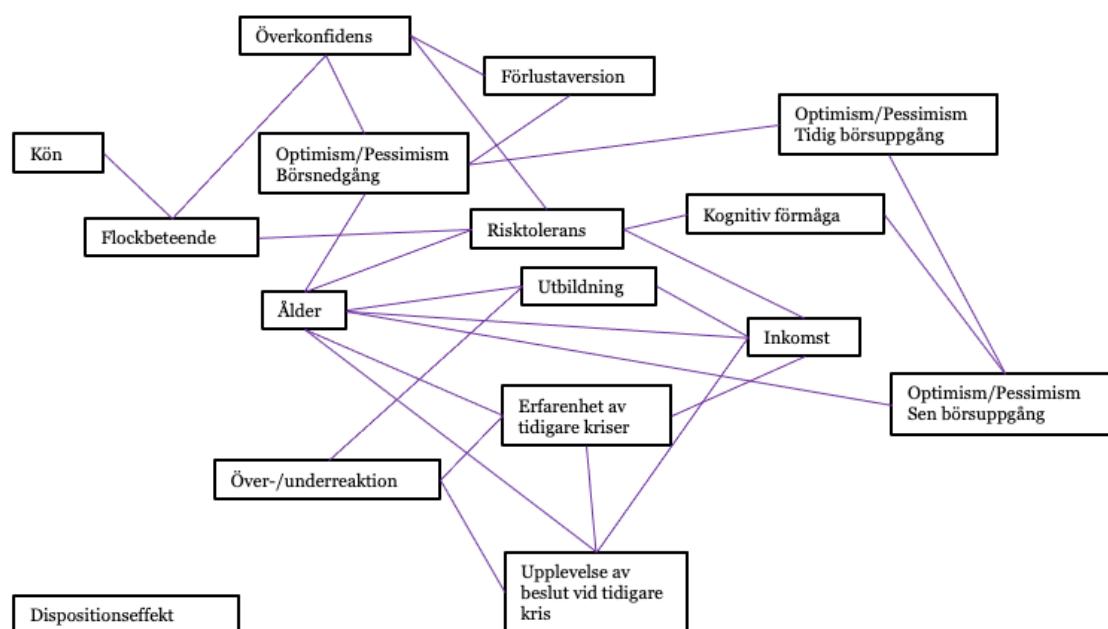 Överkonfidens
Förlustaversion
Optimism/Pessimism
Tidig börsuppgång
Kön
Optimism/Pessimism
Börsnedgång
Flockbeteende
Risktolerans
Kognitiv förmåga
Utbildning
Ålder
Inkomst
Optimism/Pessimism
Sen börsuppgång
Erfarenhet av
tidigare kriser
Över-/underreaktion
Upplevelse av
beslut vid tidigare
kris
Dispositionseffekt